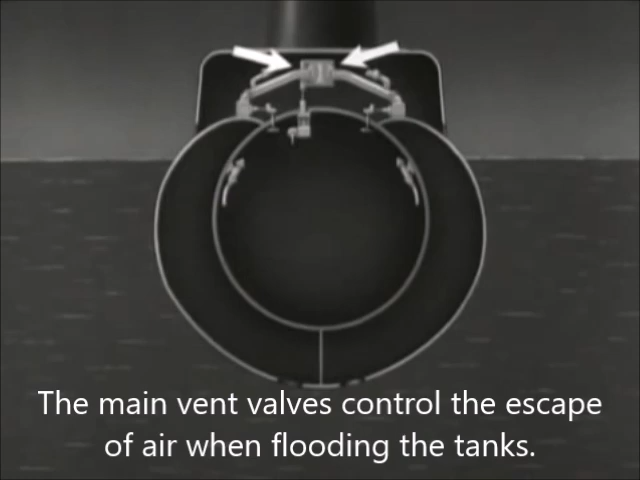 The main vent valves control the escape
of air when flooding the tanks.